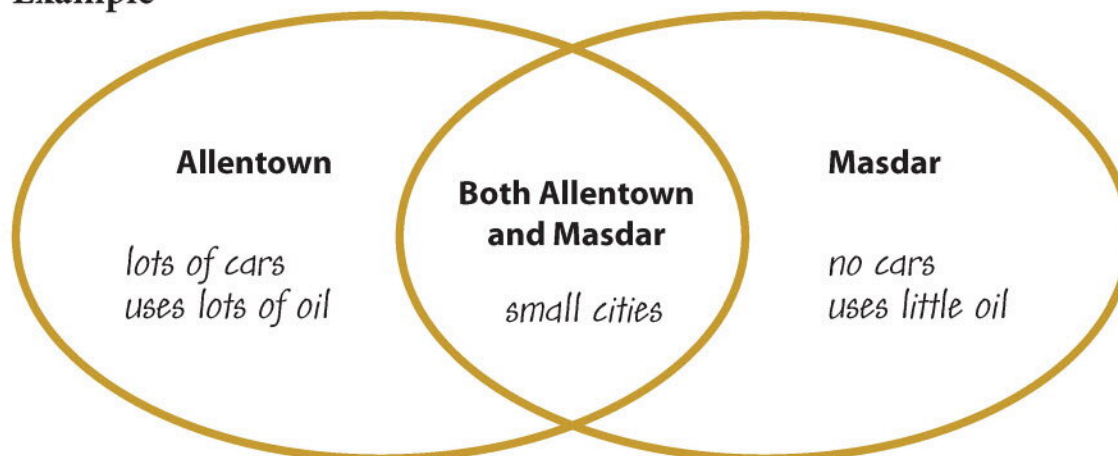 Example
Allentown
lots of cars
uses lots of oil
Both Allentown
and Masdar
small cities
Masdar
no cars
uses little oil